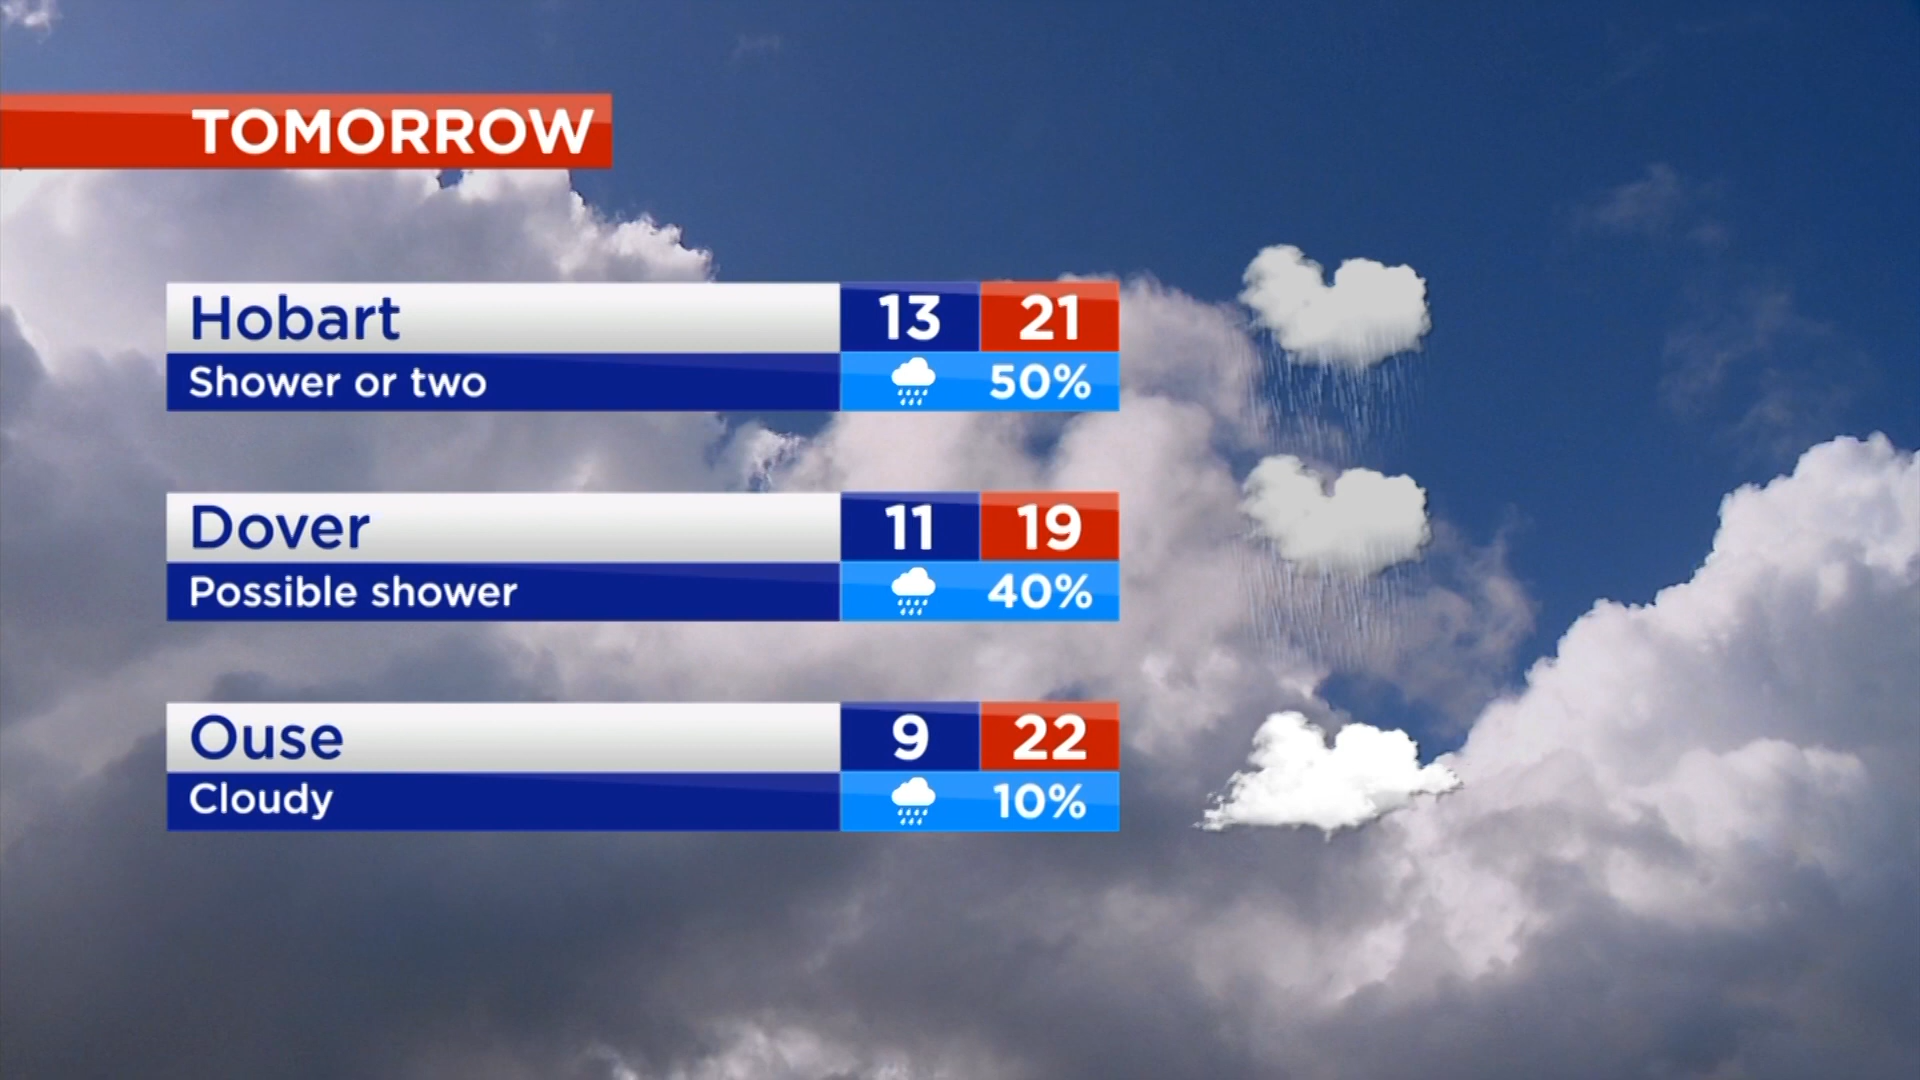 TOMORROW
Hobart 13 21
Shower or two 50%
Dover 11 19
Possible shower 40%
Ouse 9 22
Cloudy 10%